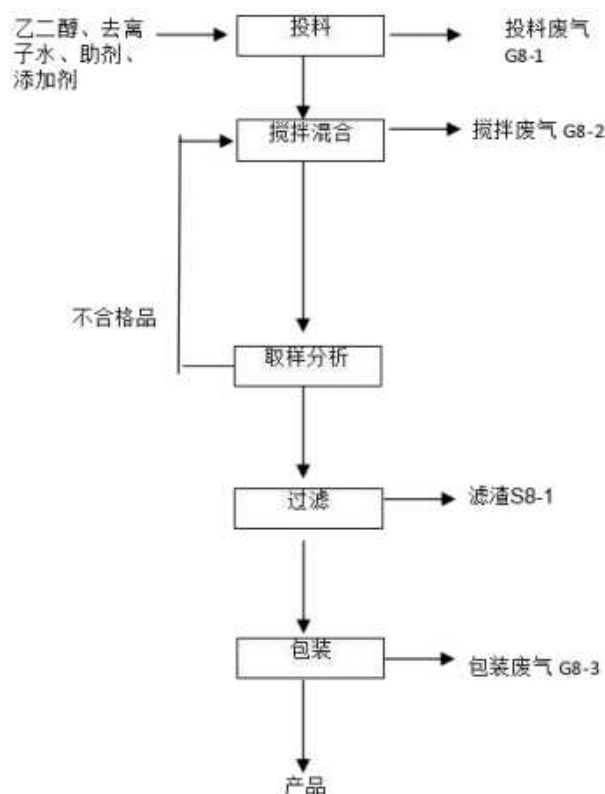 乙二醇、去离
子水、助剂、
添加剂
投料
投料废气
G8-1
搅拌混合
搅拌废气 G8-2
不合格品
取样分析
过滤
滤渣S8-1
包装
包装废气 G8-3
产品